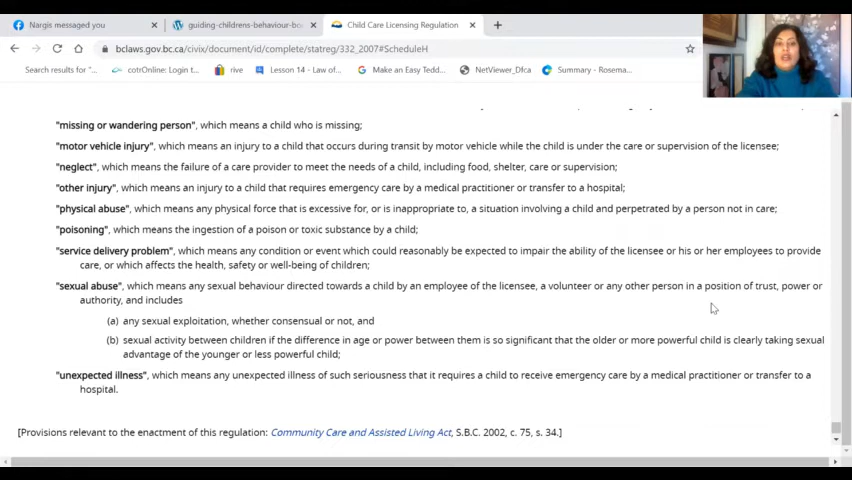 Nargis messaged you
guiding-childrens-behaviour-boo
Child Care Licensing Regulation
bclaws.gov.bc.ca/civix/document/id/complete/statreg/332_2007#ScheduleH
Search results for "...
cotrOnline: Login t...
rive
Lesson 14 - Law of...
Make an Easy Tedd...
NetViewer_Dfca
Summary - Rosema...
"missing or wandering person", which means a child who is missing;
"motor vehicle injury", which means an injury to a child that occurs during transit by motor vehicle while the child is under the care or supervision of the licensee;
"neglect", which means the failure of a care provider to meet the needs of a child, including food, shelter, care or supervision;
"other injury", which means an injury to a child that requires emergency care by a medical practitioner or transfer to a hospital;
"physical abuse", which means any physical force that is excessive for, or is inappropriate to, a situation involving a child and perpetrated by a person not in care;
"poisoning", which means the ingestion of a poison or toxic substance by a child;
"service delivery problem", which means any condition or event which could reasonably be expected to impair the ability of the licensee or his or her employees to provide
care, or which affects the health, safety or well-being of children;
"sexual abuse", which means any sexual behaviour directed towards a child by an employee of the licensee, a volunteer or any other person in a position of trust, power or
authority, and includes
(a) any sexual exploitation, whether consensual or not, and
(b) sexual activity between children if the difference in age or power between them is so significant that the older or more powerful child is clearly taking sexual
advantage of the younger or less powerful child;
"unexpected illness", which means any unexpected illness of such seriousness that it requires a child to receive emergency care by a medical practitioner or transfer to a
hospital.
[Provisions relevant to the enactment of this regulation: Community Care and Assisted Living Act, S.B.C. 2002, c. 75, s. 34.]